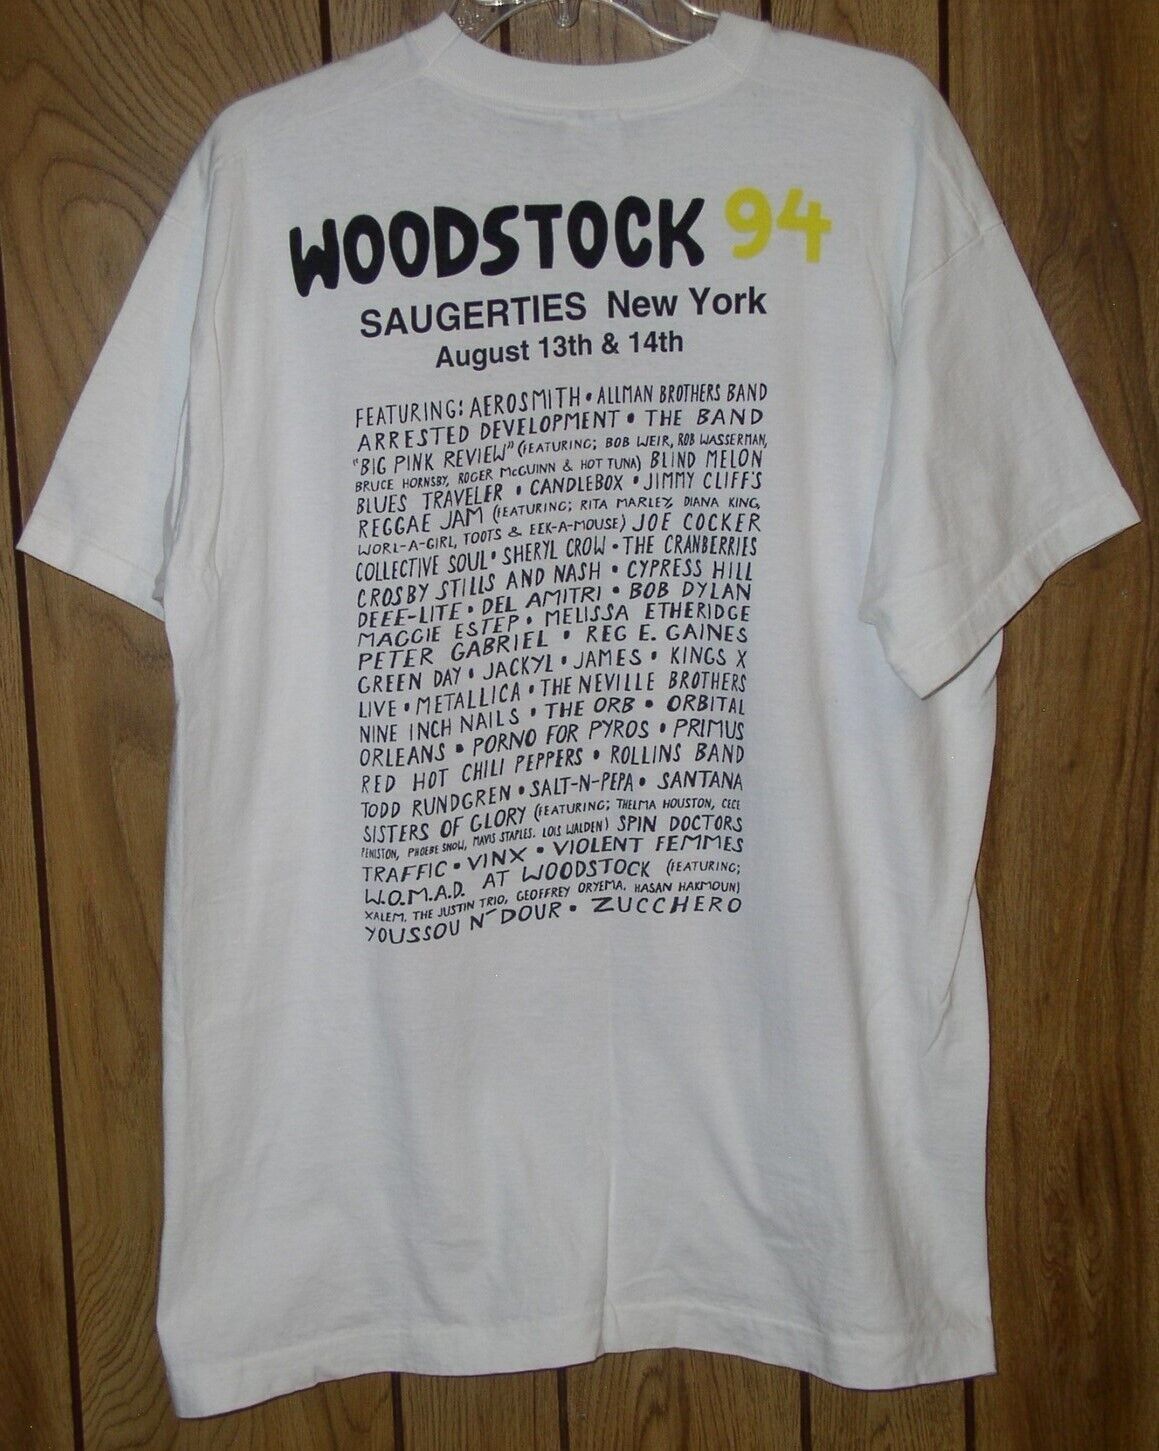 WOODSTOCK 94
SAUGERTIES New York
August 13th & 14th
FEATURING: AEROSMITH • ALLMAN BROTHERS BAND
ARRESTED DEVELOPMENT • THE BAND
"BIG PINK REVIEW" (FEATURING; BOB WEIR, ROB WASSERMAN,
BRUCE HORNSBY, ROGER McGUINN & HOT TUNA) BLIND MELON
BLUES TRAVELER • CANDLEBOX • JIMMY CLIFF'S
REGGAE JAM (FEATURING; RITA MARLEY, DIANA KING,
WORL-A-GIRL, TOOTS & EEK-A-MOUSE) JOE COCKER
COLLECTIVE SOUL • SHERYL CROW • THE CRANBERRIES
CROSBY STILLS AND NASH • CYPRESS HILL
DEEE-LITE • DEL AMITRI • BOB DYLAN
MAGGIE ESTEP • MELISSA ETHERIDGE
PETER GABRIEL • REG E. GAINES
GREEN DAY • JACKYL • JAMES • KINGS X
LIVE • METALLICA • THE NEVILLE BROTHERS
NINE INCH NAILS • THE ORB • ORBITAL
ORLEANS • PORNO FOR PYROS • PRIMUS
RED HOT CHILI PEPPERS • ROLLINS BAND
TODD RUNDGREN • SALT-N-PEPA • SANTANA
SISTERS OF GLORY (FEATURING; THELMA HOUSTON, CECE
PENISTON, PHOEBE SNOW, MAVIS STAPLES, LOIS WALDEN) SPIN DOCTORS
TRAFFIC • VINX • VIOLENT FEMMES
W.O.M.A.D. AT WOODSTOCK (FEATURING;
XALEM, THE JUSTIN TRIO, GEOFFREY ORYEMA, HASAN HAKMOUN)
YOUSSOU N'DOUR • ZUCCHERO